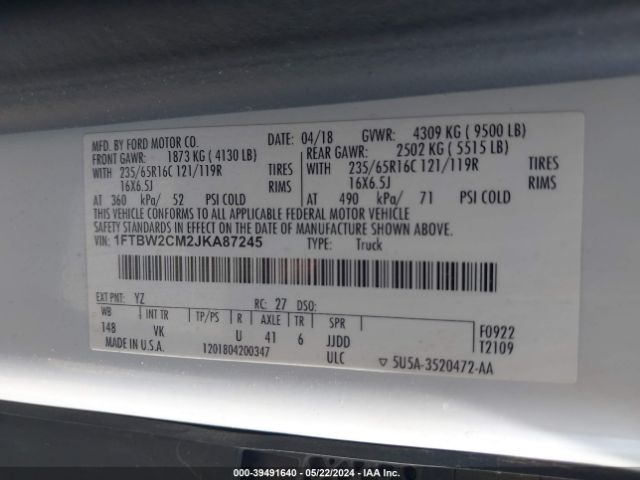 MFD. BY FORD MOTOR CO. DATE: 04/18 GVWR: 4309 KG ( 9500 LB)
FRONT GAWR: 1873 KG ( 4130 LB) REAR GAWR: 2502 KG ( 5515 LB)
WITH 235/65R16C 121/119R TIRES WITH 235/65R16C 121/119R TIRES
16X6.5J RIMS 16X6.5J RIMS
AT 360 kPa/ 52 PSI COLD AT 490 kPa/ 71 PSI COLD
THIS VEHICLE CONFORMS TO ALL APPLICABLE FEDERAL MOTOR VEHICLE
SAFETY STANDARDS IN EFFECT ON THE DATE OF MANUFACTURE SHOWN ABOVE.
VIN: 1FTBW2CM2JKA87245 TYPE: Truck
EXT PNT: YZ RC: 27 DSO:
WB INT TR TP/PS R AXLE TR SPR F0922
148 VK U 41 6 JJDD T2109
MADE IN U.S.A. 1201804200347 ULC ▽ 5U5A-3520472-AA
000-39491640 - 05/22/2024 - IAA Inc.